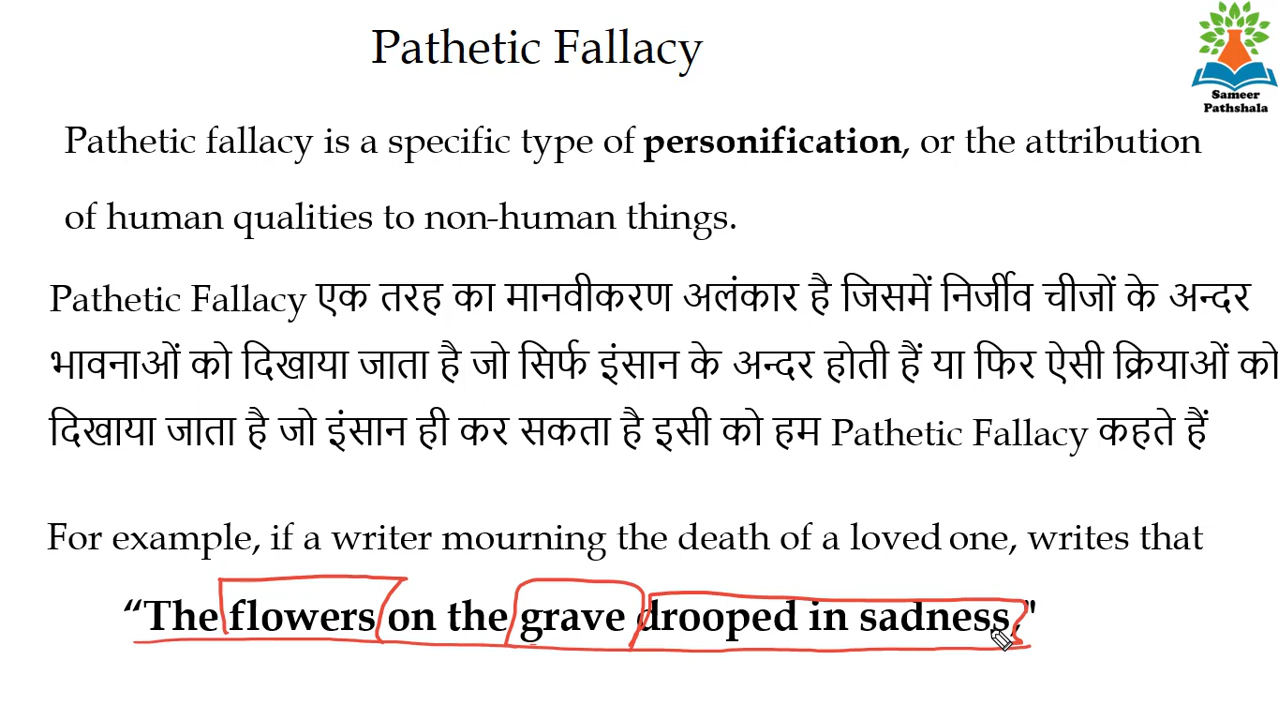 Pathetic Fallacy
Sameer
Pathshala
Pathetic fallacy is a specific type of personification, or the attribution
of human qualities to non-human things.
Pathetic Fallacy एक तरह का मानवीकरण अलंकार है जिसमें निर्जीव चीजों के अन्दर
भावनाओं को दिखाया जाता है जो सिर्फ इंसान के अन्दर होती हैं या फिर ऐसी क्रियाओं को
दिखाया जाता है जो इंसान ही कर सकता है इसी को हम Pathetic Fallacy कहते हैं
For example, if a writer mourning the death of a loved one, writes that
“The flowers on the grave drooped in sadness,"